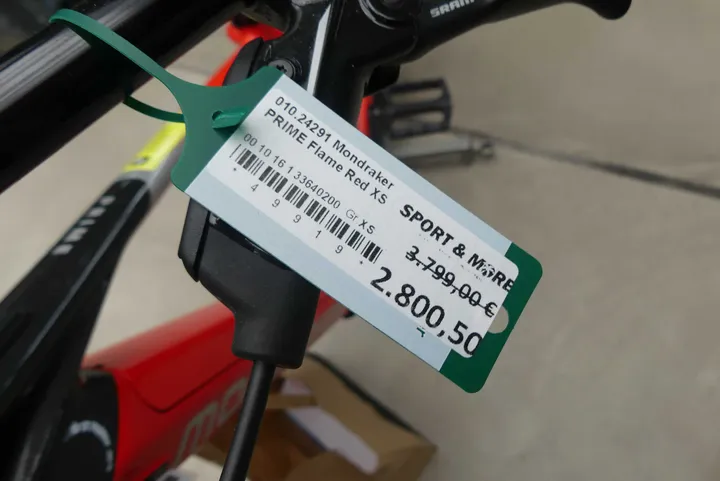 SRAM
010.24291 Mondraker
PRIME Flame Red XS
00 10 16 1 33640200 Gr XS
* 4 9 9 1 9 *
SPORT & MORE
3.799,00 €
2.800,50
PRIME